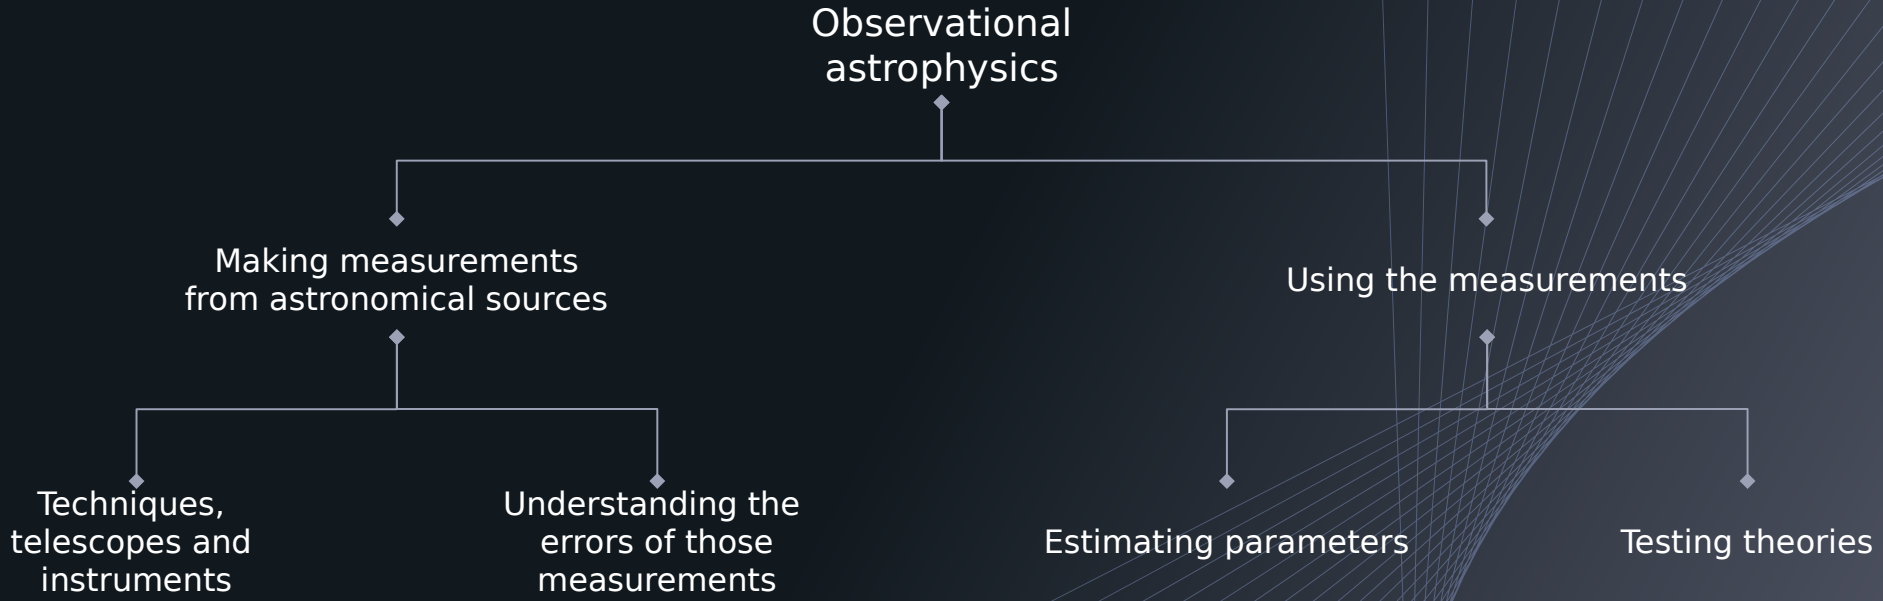 Observational
astrophysics
Making measurements
from astronomical sources
Using the measurements
Techniques,
telescopes and
instruments
Understanding the
errors of those
measurements
Estimating parameters
Testing theories